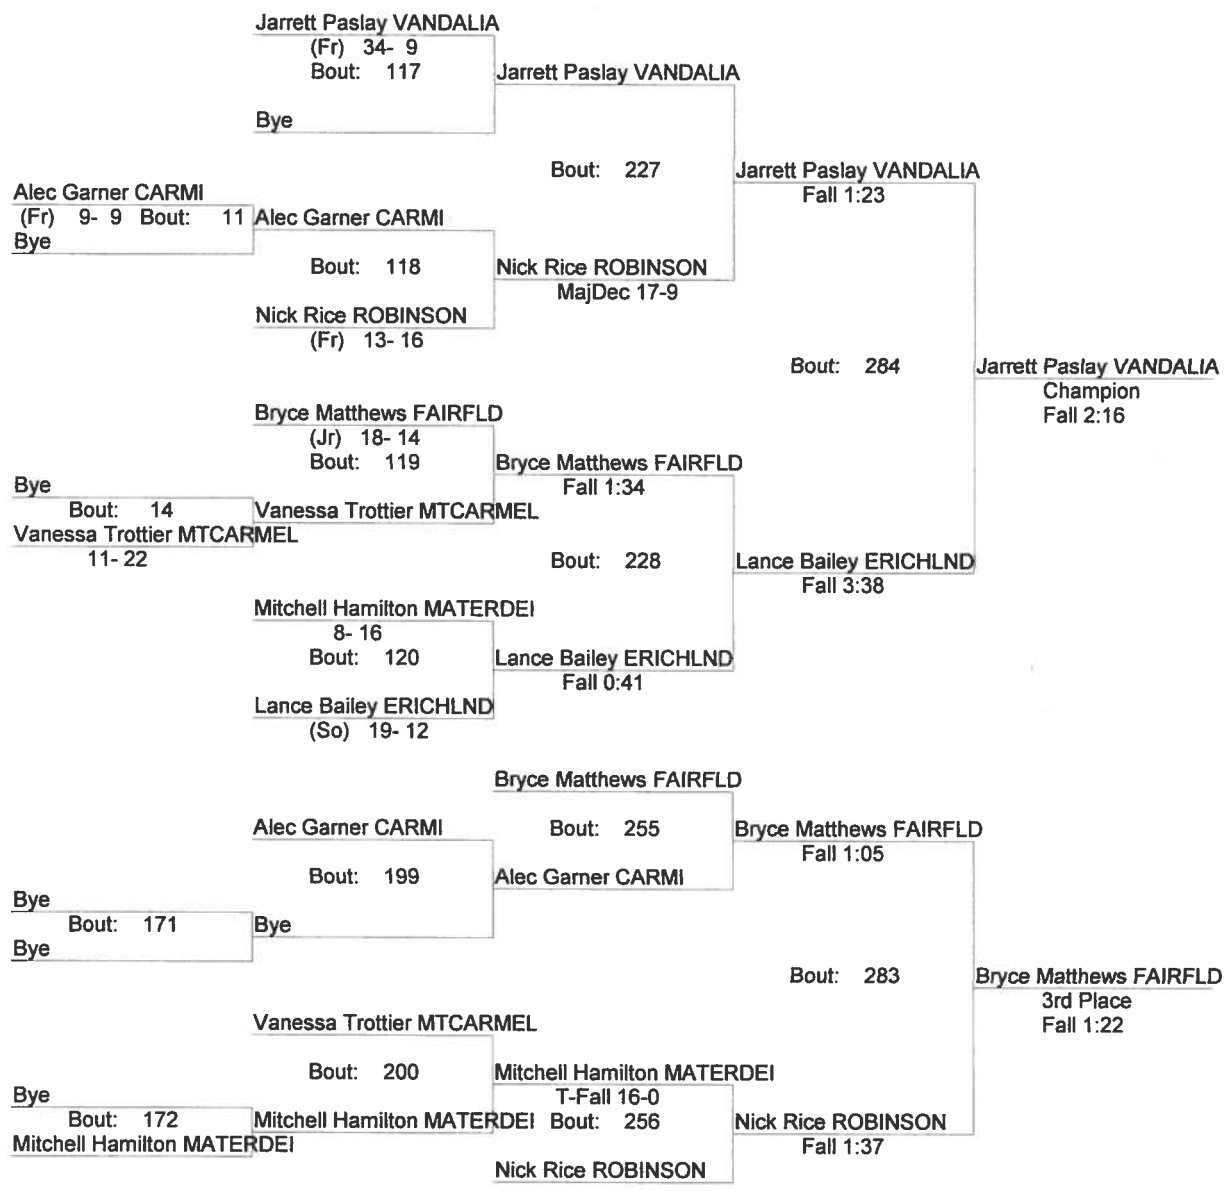 Jarrett Paslay VANDALIA
(Fr) 34- 9
Bout: 117
Jarrett Paslay VANDALIA
Bye
Bout: 227
Jarrett Paslay VANDALIA
Fall 1:23
Alec Garner CARMI
(Fr) 9- 9 Bout: 11
Bye
Alec Garner CARMI
Bout: 118
Nick Rice ROBINSON
MajDec 17-9
Nick Rice ROBINSON
(Fr) 13- 16
Bout: 284
Jarrett Paslay VANDALIA
Champion
Fall 2:16
Bryce Matthews FAIRFLD
(Jr) 18- 14
Bout: 119
Bryce Matthews FAIRFLD
Fall 1:34
Bye
Bout: 14
Vanessa Trottier MTCARMEL
11- 22
Vanessa Trottier MTCARMEL
Bout: 228
Lance Bailey ERICHLND
Fall 3:38
Mitchell Hamilton MATERDEI
8- 16
Bout: 120
Lance Bailey ERICHLND
Fall 0:41
Lance Bailey ERICHLND
(So) 19- 12
Bryce Matthews FAIRFLD
Alec Garner CARMI
Bout: 255
Bryce Matthews FAIRFLD
Fall 1:05
Bout: 199
Alec Garner CARMI
Bye
Bout: 171
Bye
Bye
Bout: 283
Bryce Matthews FAIRFLD
3rd Place
Fall 1:22
Vanessa Trottier MTCARMEL
Bout: 200
Mitchell Hamilton MATERDEI
T-Fall 16-0
Bye
Bout: 172
Mitchell Hamilton MATERDEI
Mitchell Hamilton MATERDEI
Bout: 256
Nick Rice ROBINSON
Fall 1:37
Nick Rice ROBINSON